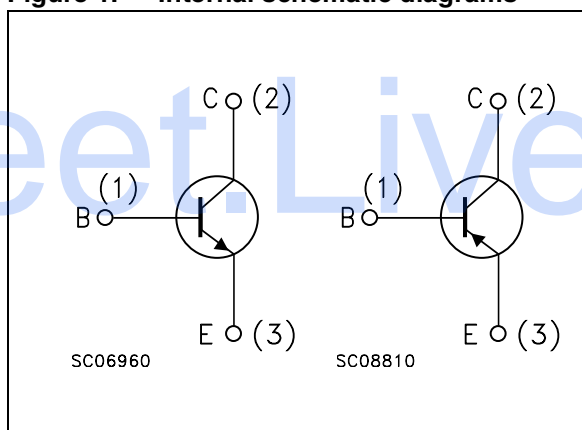 Figure 1. Internal schematic diagrams
eet.Live
C (2)
(1)
B
E (3)
SC06960
C (2)
(1)
B
E (3)
SC08810